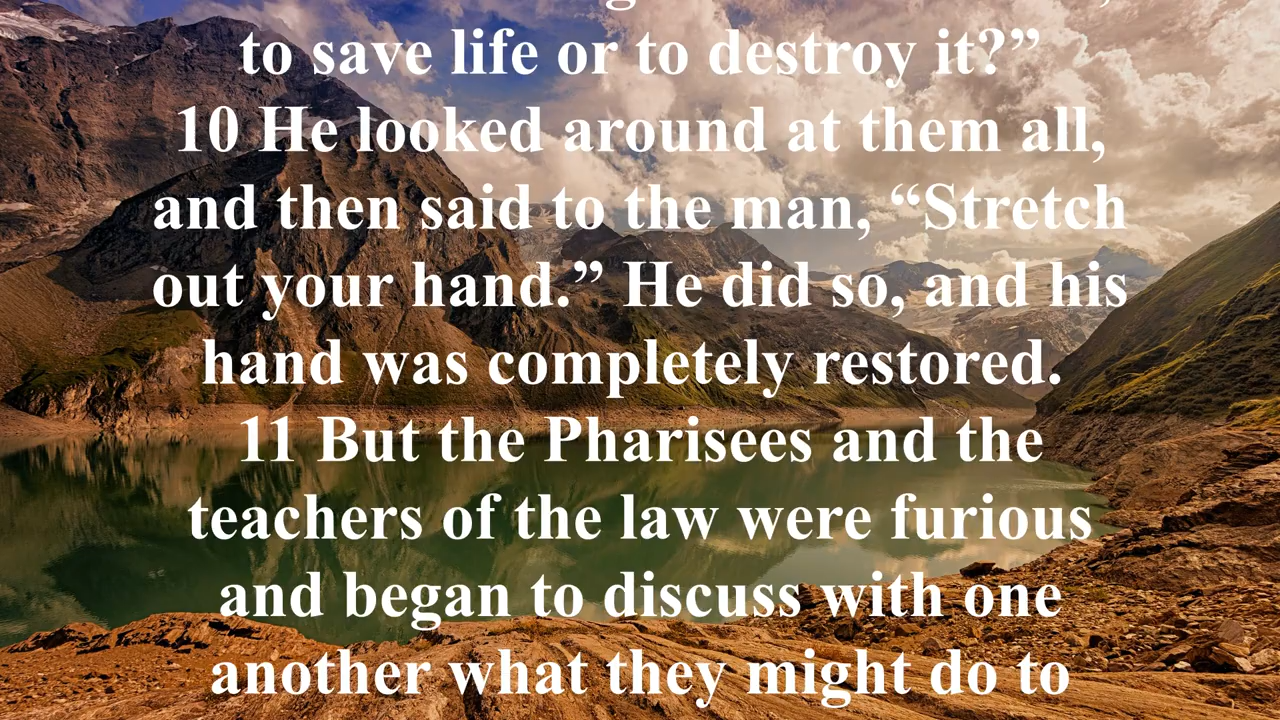 to save life or to destroy it?”
10 He looked around at them all,
and then said to the man, “Stretch
out your hand.” He did so, and his
hand was completely restored.
11 But the Pharisees and the
teachers of the law were furious
and began to discuss with one
another what they might do to